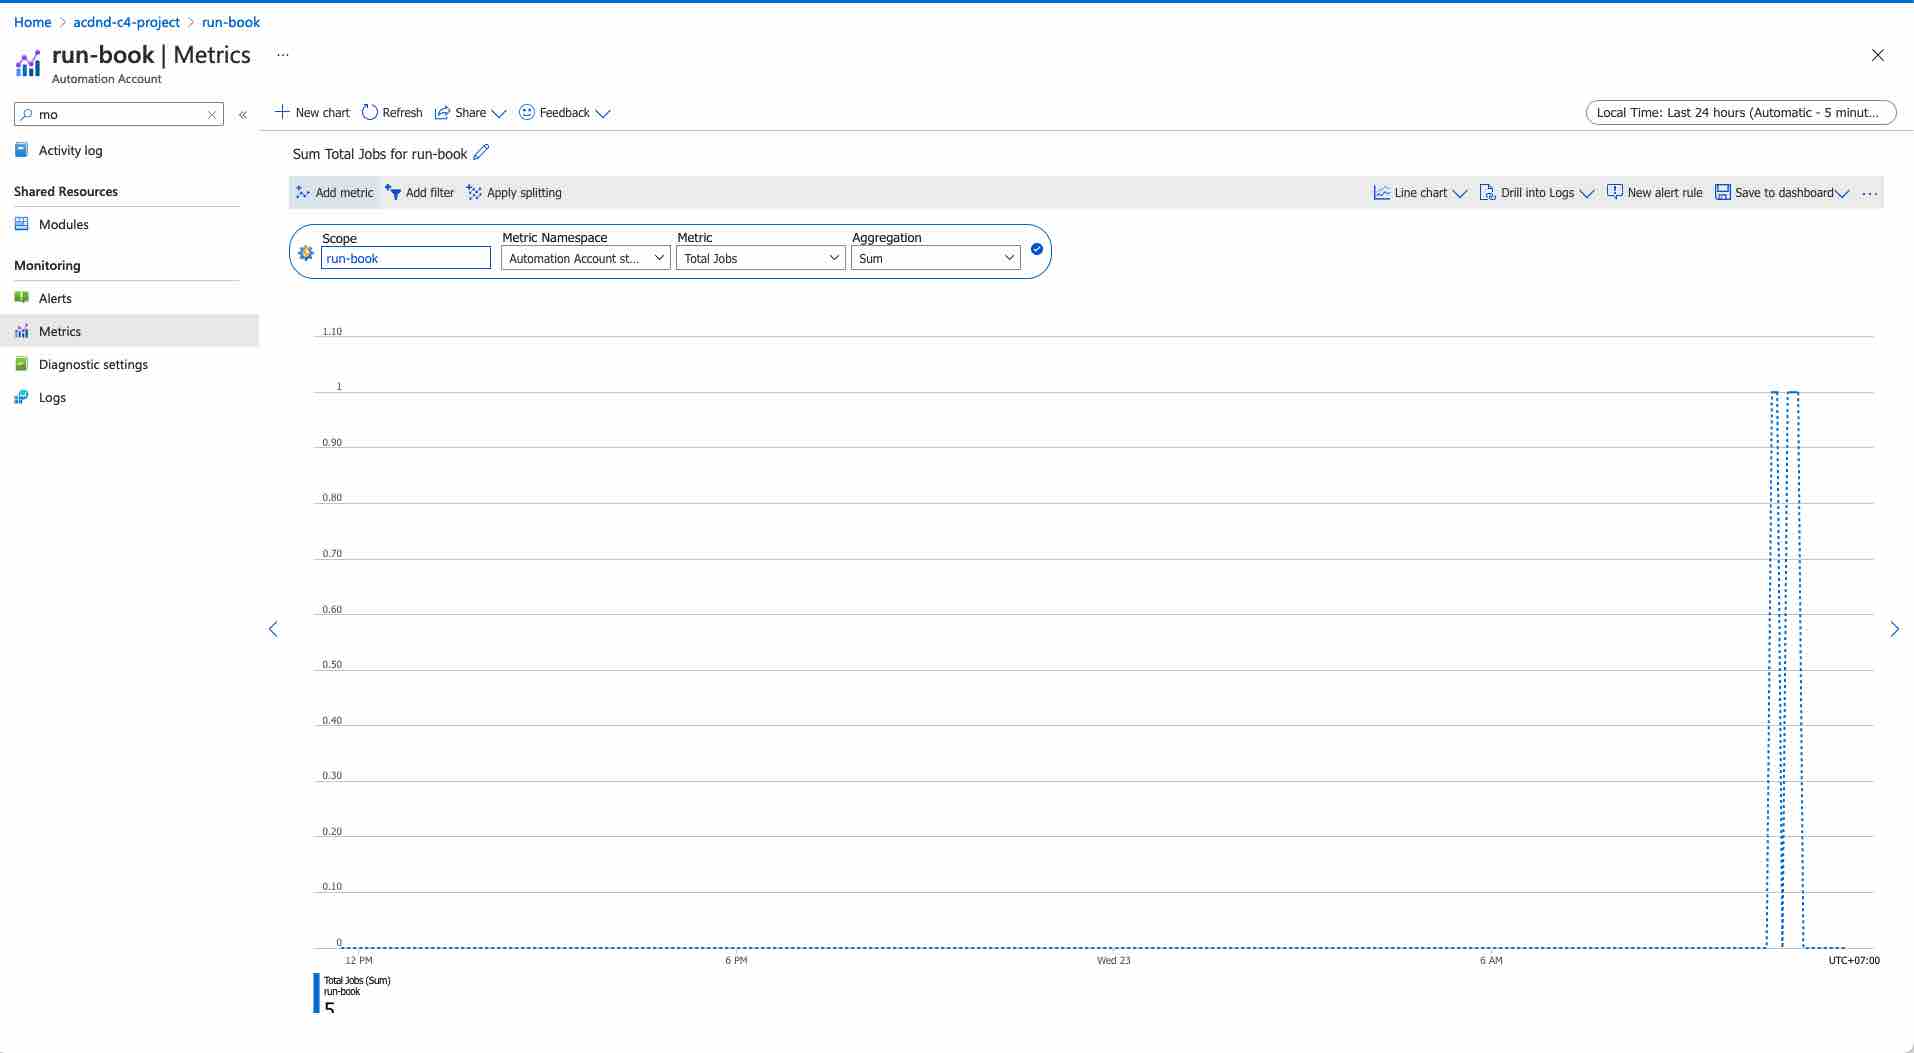 Home > acdnd-c4-project > run-book
run-book | Metrics ...
Automation Account
mo
Activity log
Shared Resources
Modules
Monitoring
Alerts
Metrics
Diagnostic settings
Logs
New chart Refresh Share Feedback
Local Time: Last 24 hours (Automatic - 5 minut...
Sum Total Jobs for run-book
Add metric Add filter Apply splitting
Line chart Drill into Logs New alert rule Save to dashboard ...
Scope Metric Namespace Metric Aggregation
run-book Automation Account st... Total Jobs Sum
1.10
1
0.90
0.80
0.70
0.60
0.50
0.40
0.30
0.20
0.10
0
12 PM 6 PM Wed 23 6 AM UTC+07:00
Total Jobs (Sum)
run-book
5